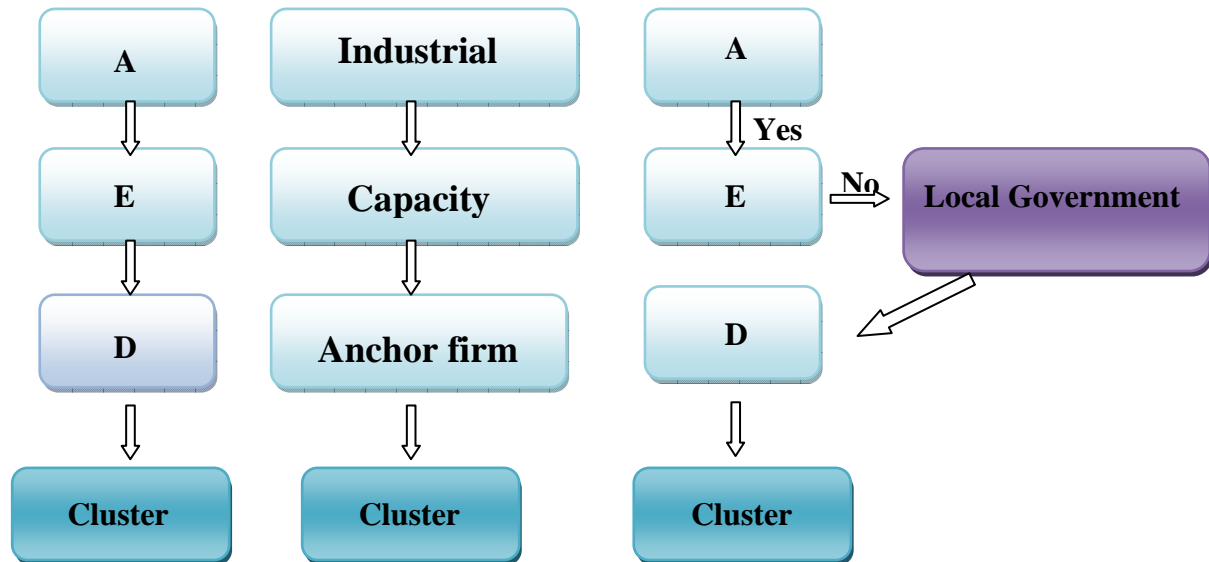 A
Industrial
A
Yes
E
Capacity
E
No
Local Government
D
Anchor firm
D
Cluster
Cluster
Cluster